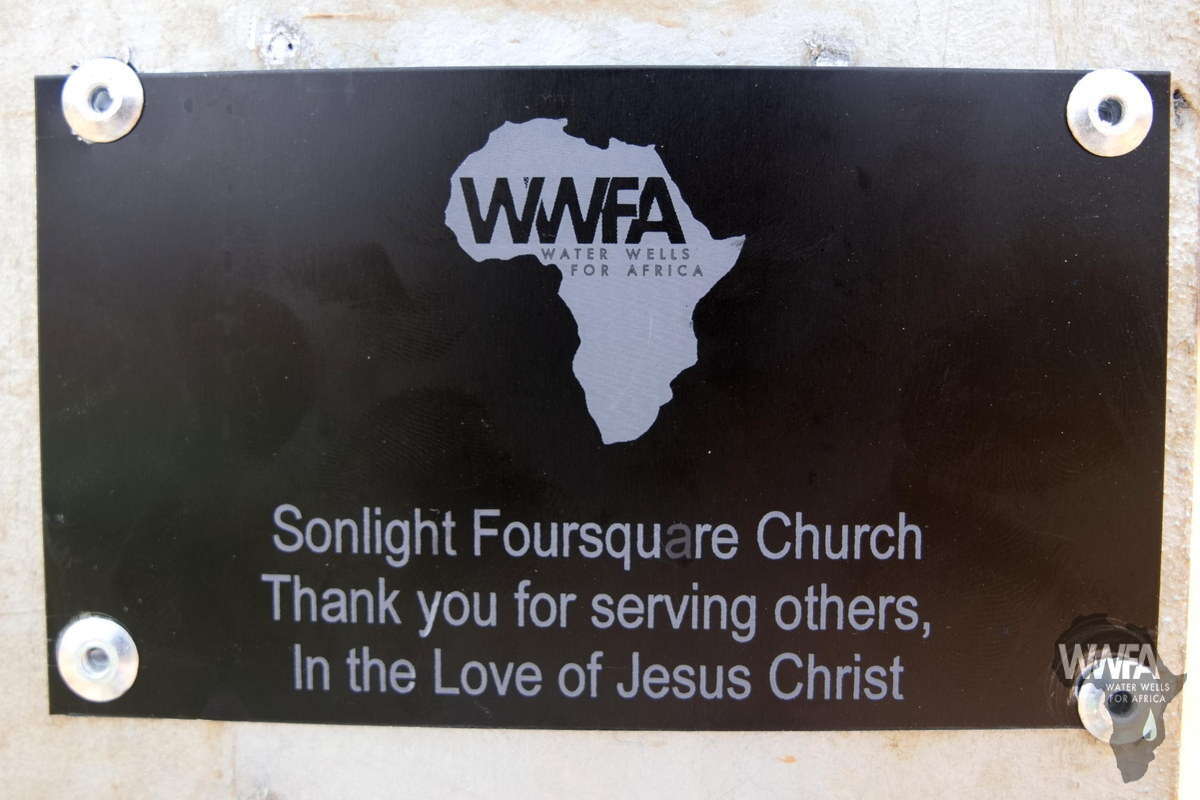 WWFA
WATER WELLS
FOR AFRICA
Sonlight Foursquare Church
Thank you for serving others,
In the Love of Jesus Christ
WWFA
WATER WELLS
FOR AFRICA